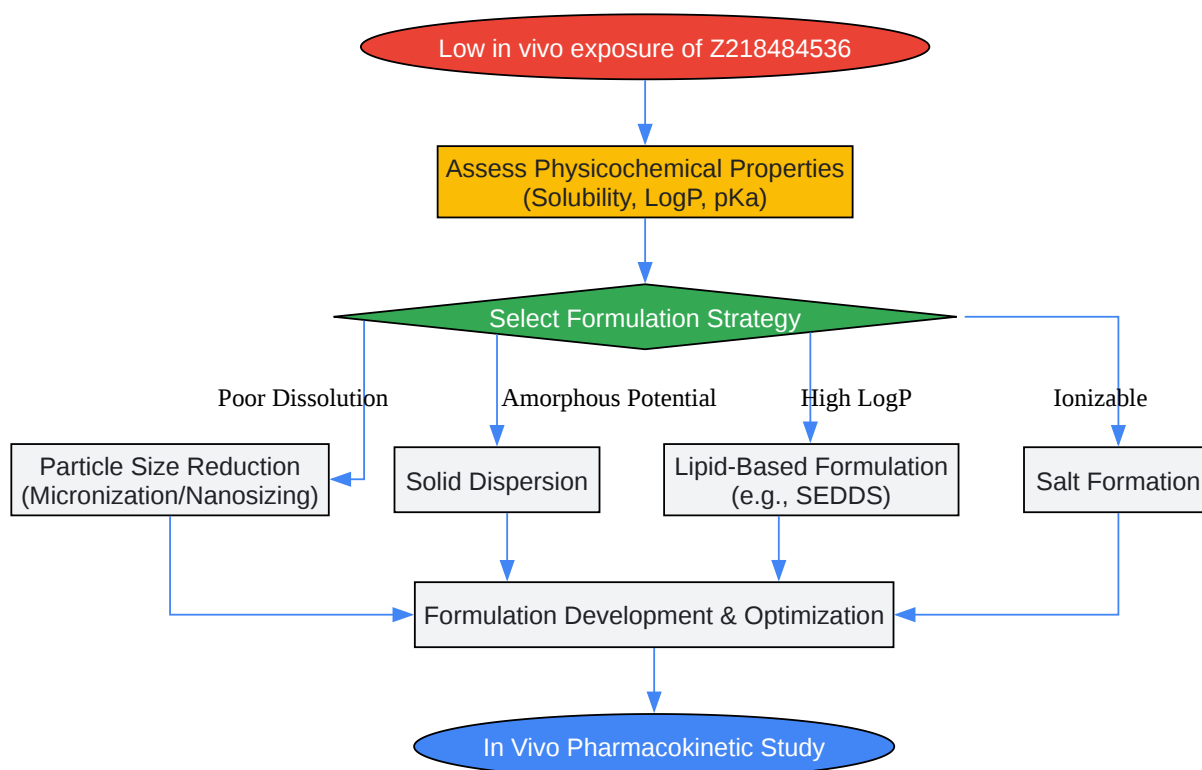 Low in vivo exposure of Z218484536
Assess Physicochemical Properties
(Solubility, LogP, pKa)
Select Formulation Strategy
Poor Dissolution
Amorphous Potential
High LogP
Ionizable
Particle Size Reduction
(Micronization/Nanosizing)
Solid Dispersion
Lipid-Based Formulation
(e.g., SEDDS)
Salt Formation
Formulation Development & Optimization
In Vivo Pharmacokinetic Study